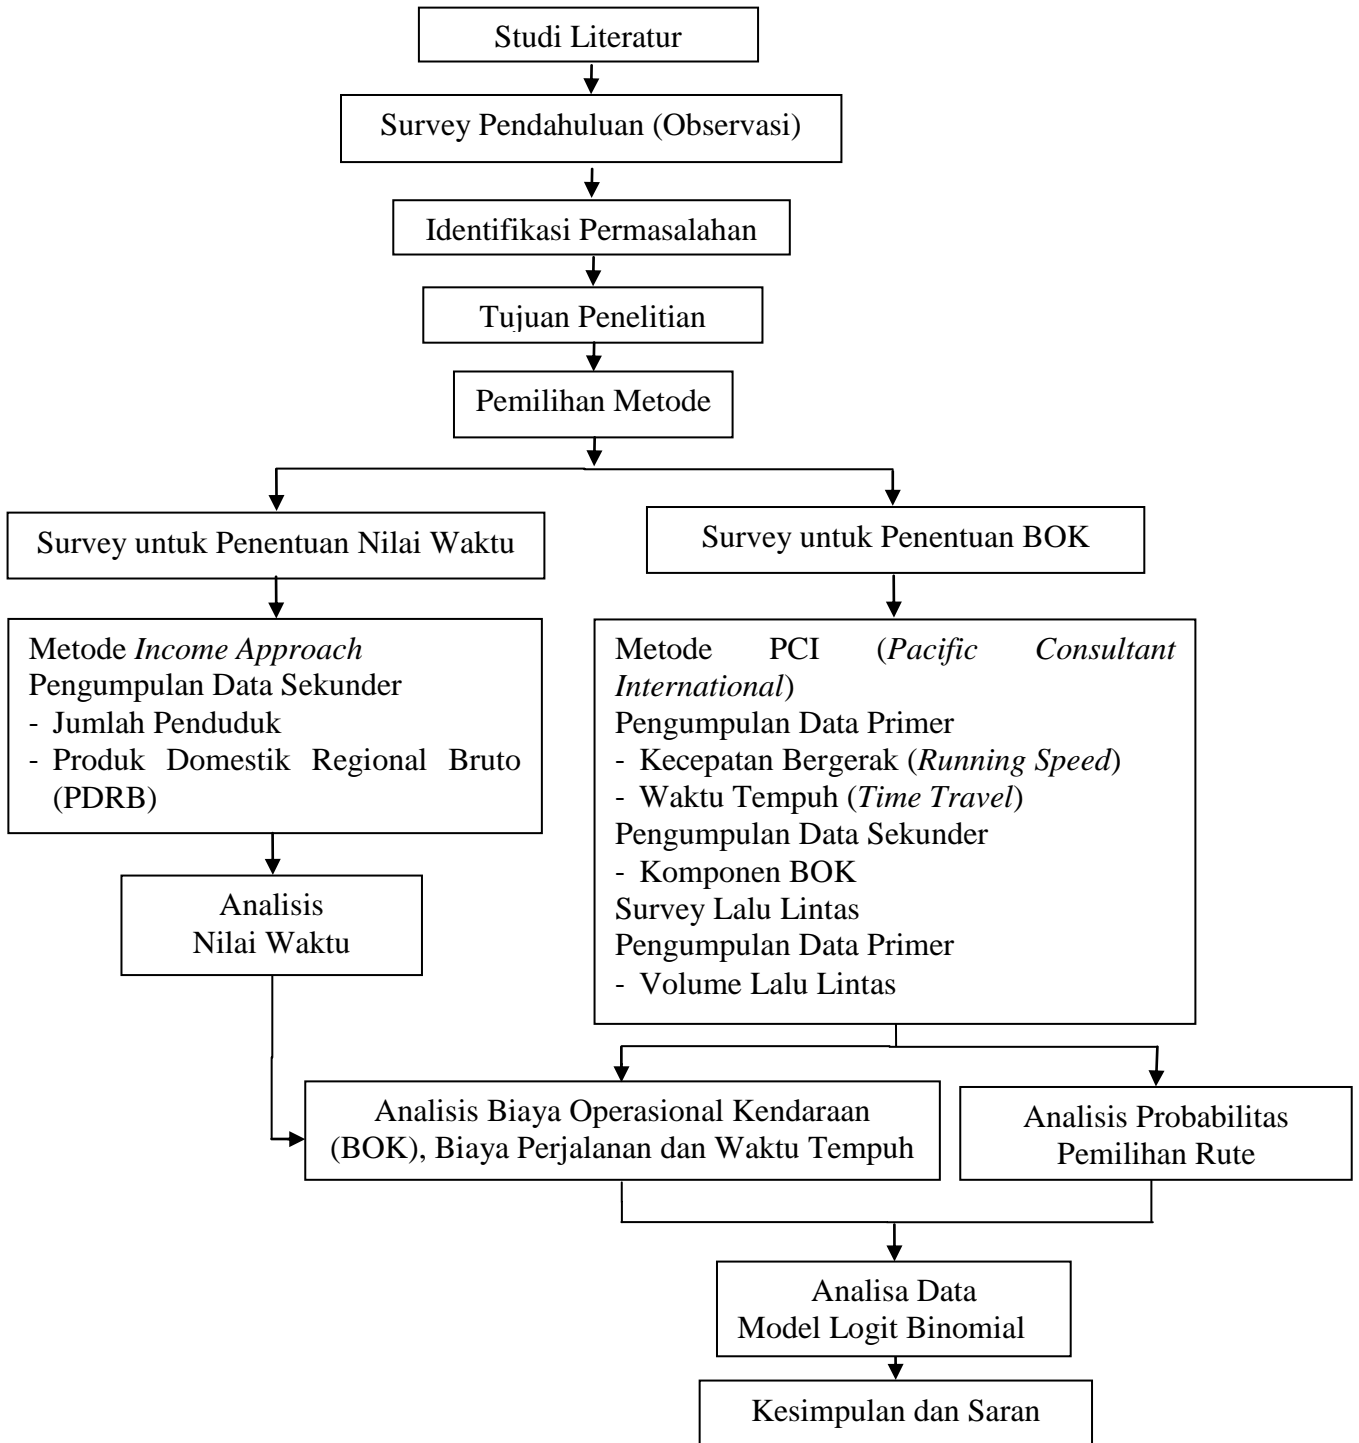 Studi Literatur
Survey Pendahuluan (Observasi)
Identifikasi Permasalahan
Tujuan Penelitian
Pemilihan Metode
Survey untuk Penentuan Nilai Waktu
Survey untuk Penentuan BOK
Metode Income Approach
Pengumpulan Data Sekunder
- Jumlah Penduduk
- Produk Domestik Regional Bruto
(PDRB)
Metode PCI (Pacific Consultant
International)
Pengumpulan Data Primer
- Kecepatan Bergerak (Running Speed)
- Waktu Tempuh (Time Travel)
Pengumpulan Data Sekunder
- Komponen BOK
Survey Lalu Lintas
Pengumpulan Data Primer
- Volume Lalu Lintas
Analisis
Nilai Waktu
Analisis Biaya Operasional Kendaraan
(BOK), Biaya Perjalanan dan Waktu Tempuh
Analisis Probabilitas
Pemilihan Rute
Analisa Data
Model Logit Binomial
Kesimpulan dan Saran